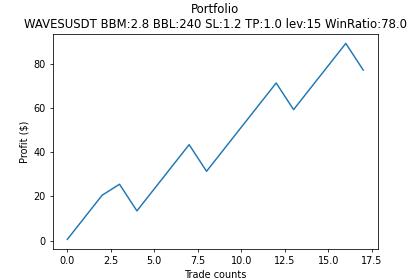 Portfolio
WAVESUSDT BBM:2.8 BBL:240 SL:1.2 TP:1.0 lev:15 WinRatio:78.0
Profit ($)
80
60
40
20
0
0.0 2.5 5.0 7.5 10.0 12.5 15.0 17.5
Trade counts